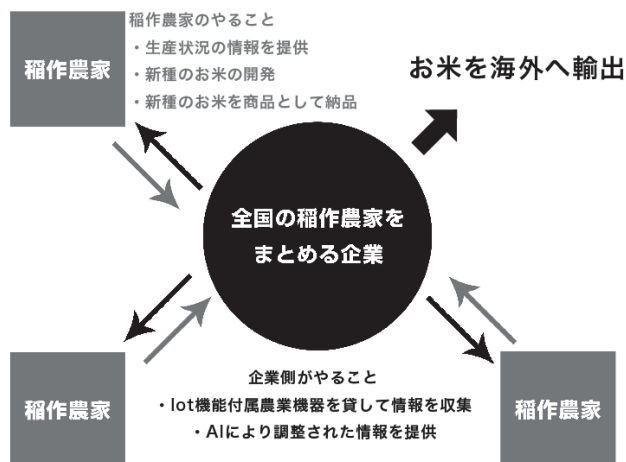 稲作農家のやること
・生産状況の情報を提供
・新種のお米の開発
・新種のお米を商品として納品
稲作農家
お米を海外へ輸出
全国の稲作農家を
まとめる企業
企業側がやること
・Iot機能付属農業機器を貸して情報を収集
・AIにより調整された情報を提供
稲作農家
稲作農家